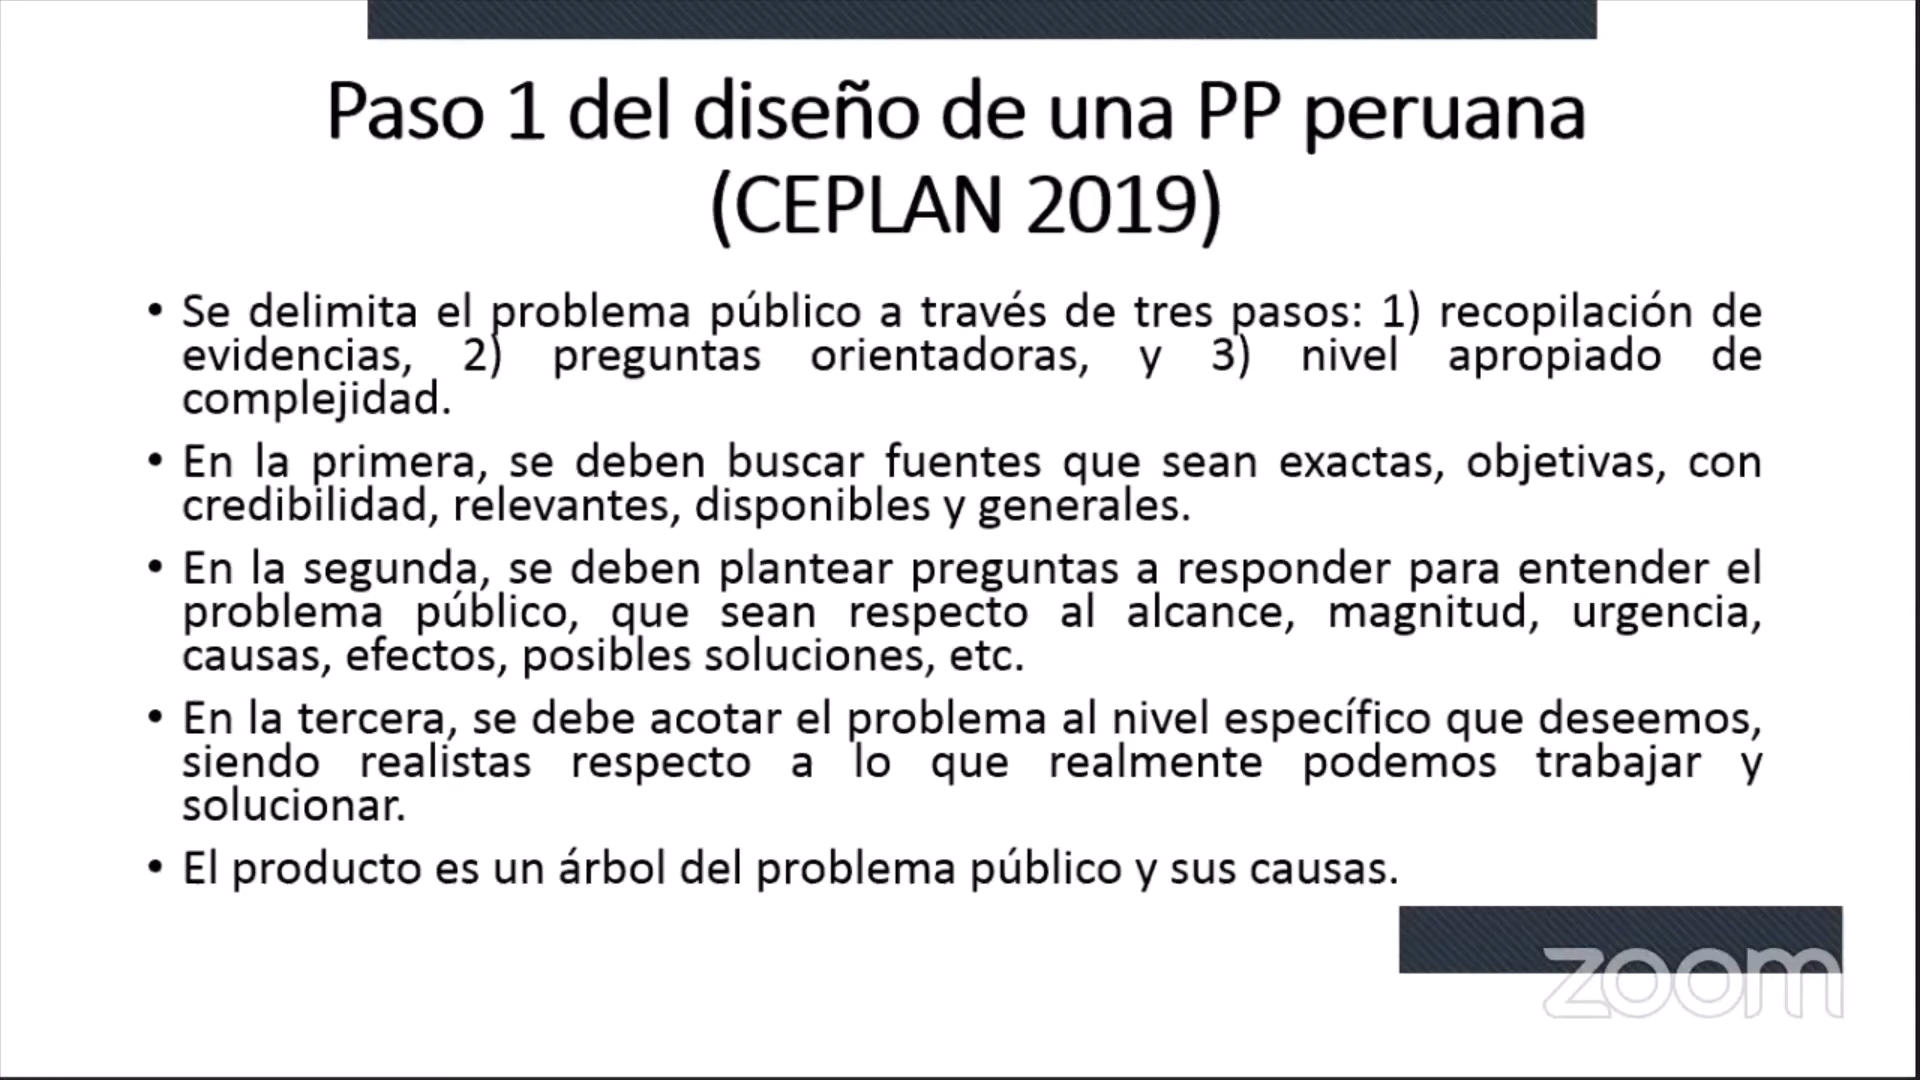 Paso 1 del diseño de una PP peruana
(CEPLAN 2019)
• Se delimita el problema público a través de tres pasos: 1) recopilación de
evidencias, 2) preguntas orientadoras, y 3) nivel apropiado de
complejidad.
• En la primera, se deben buscar fuentes que sean exactas, objetivas, con
credibilidad, relevantes, disponibles y generales.
• En la segunda, se deben plantear preguntas a responder para entender el
problema público, que sean respecto al alcance, magnitud, urgencia,
causas, efectos, posibles soluciones, etc.
• En la tercera, se debe acotar el problema al nivel específico que deseemos,
siendo realistas respecto a lo que realmente podemos trabajar y
solucionar.
• El producto es un árbol del problema público y sus causas.
zoom